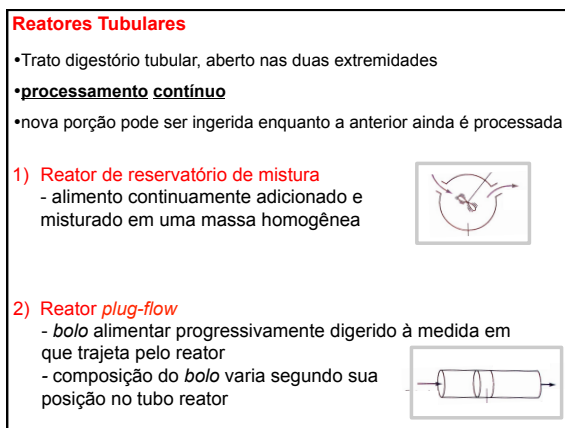 Reatores Tubulares
•Trato digestório tubular, aberto nas duas extremidades
•processamento contínuo
•nova porção pode ser ingerida enquanto a anterior ainda é processada
1) Reator de reservatório de mistura
- alimento continuamente adicionado e
misturado em uma massa homogênea
2) Reator plug-flow
- bolo alimentar progressivamente digerido à medida em
que trajeta pelo reator
- composição do bolo varia segundo sua
posição no tubo reator